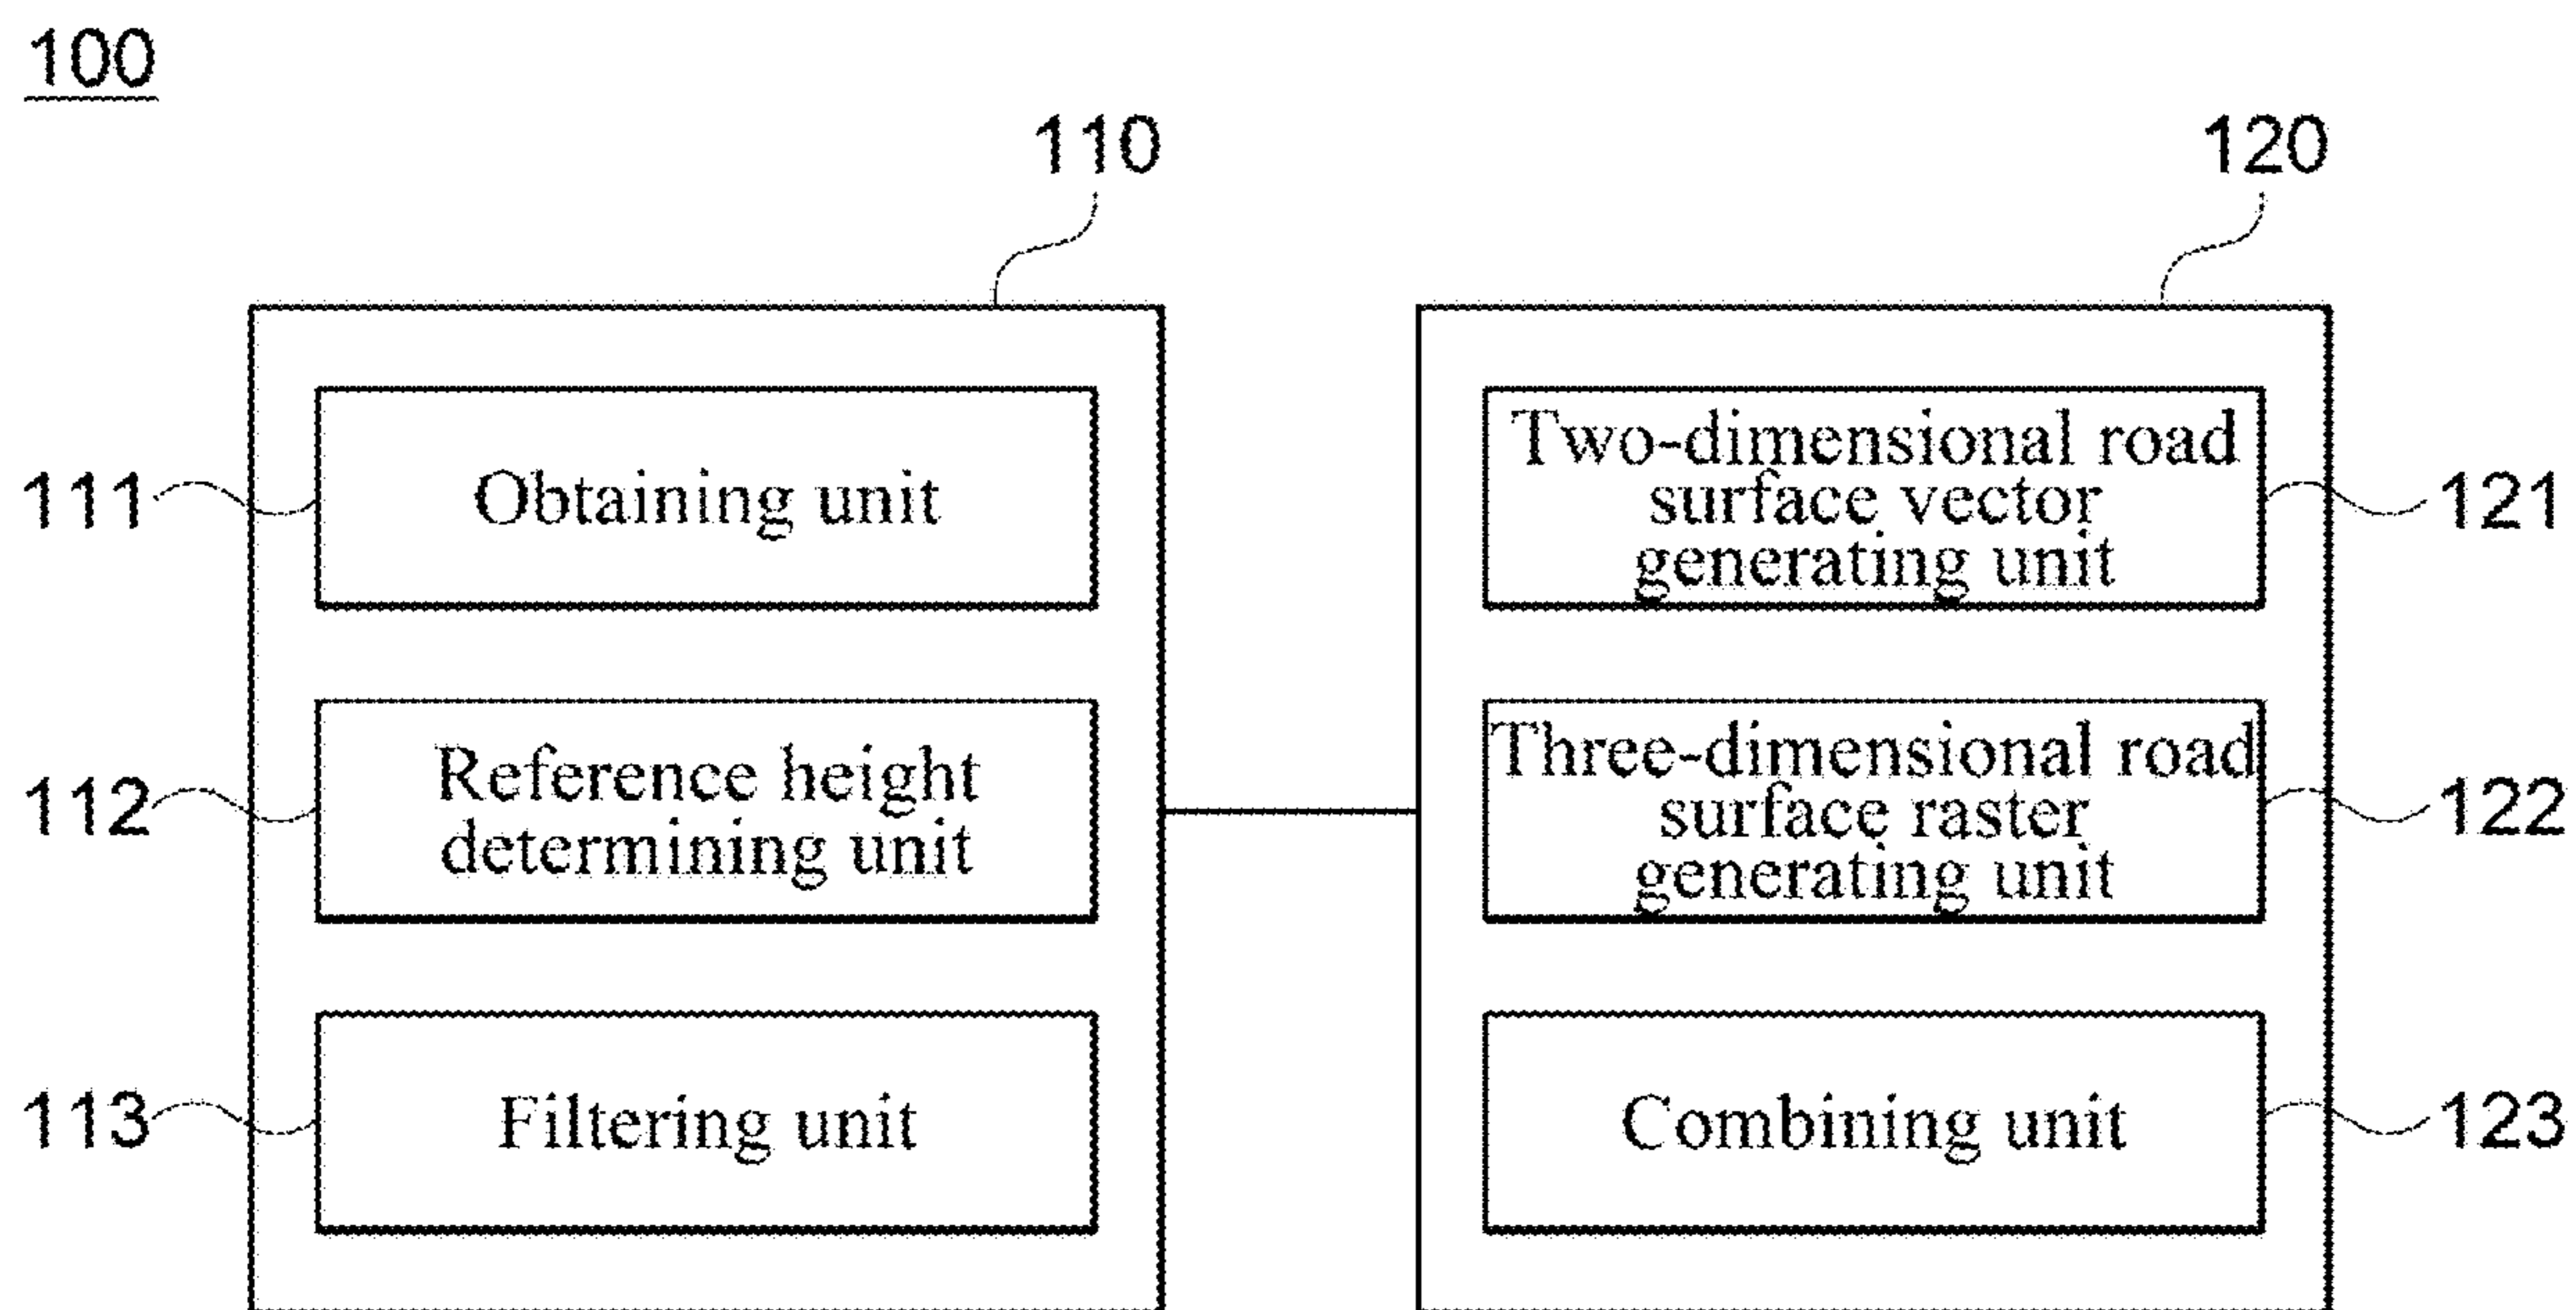 100
110
120
111
Obtaining unit
Two-dimensional road
surface vector
generating unit
121
112
Reference height
determining unit
Three-dimensional road
surface raster
generating unit
122
113
Filtering unit
Combining unit
123